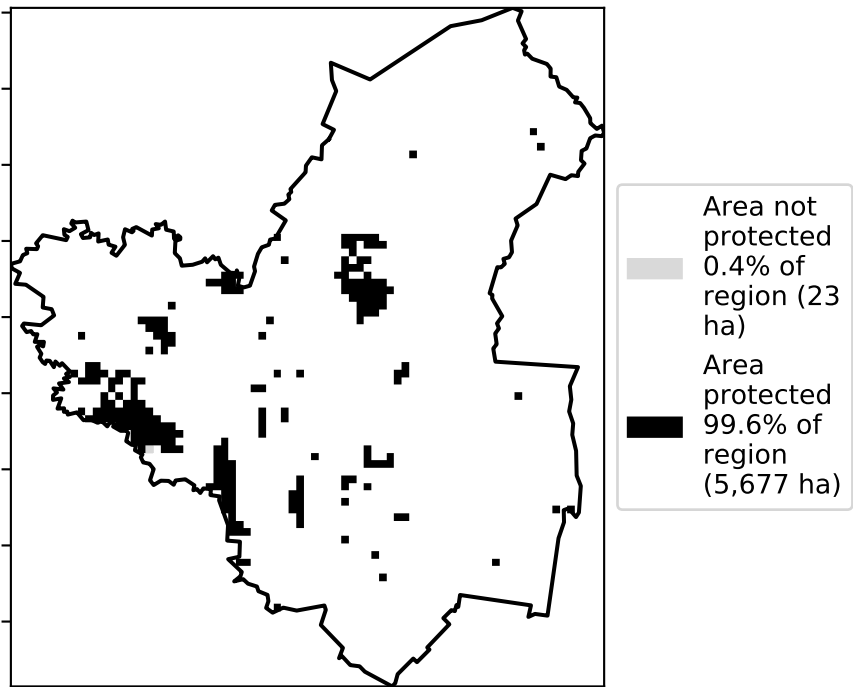 Area not
protected
0.4% of
region (23
ha)
Area
protected
99.6% of
region
(5,677 ha)